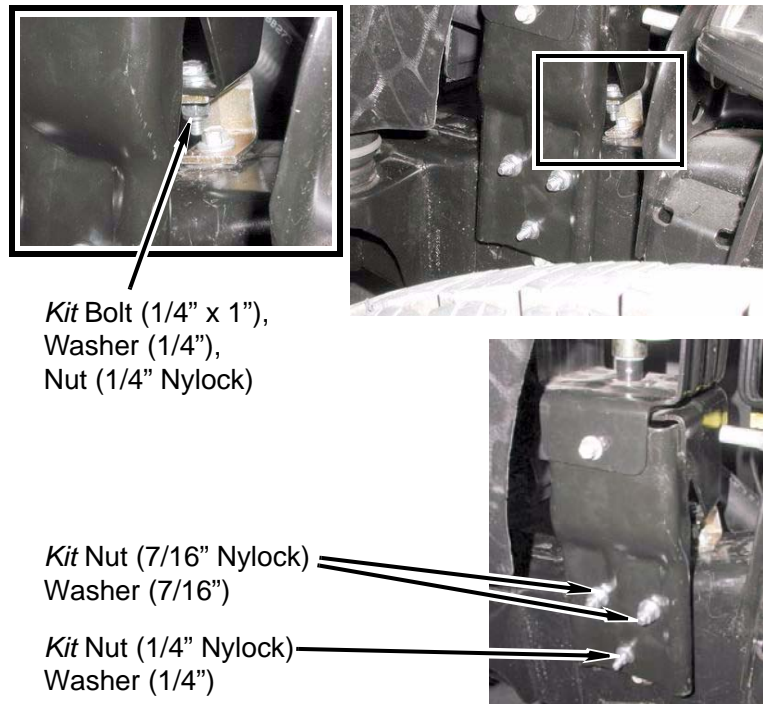 Kit Bolt (1/4” x 1”),
Washer (1/4”),
Nut (1/4” Nylock)
Kit Nut (7/16” Nylock)
Washer (7/16”)
Kit Nut (1/4” Nylock)
Washer (1/4”)